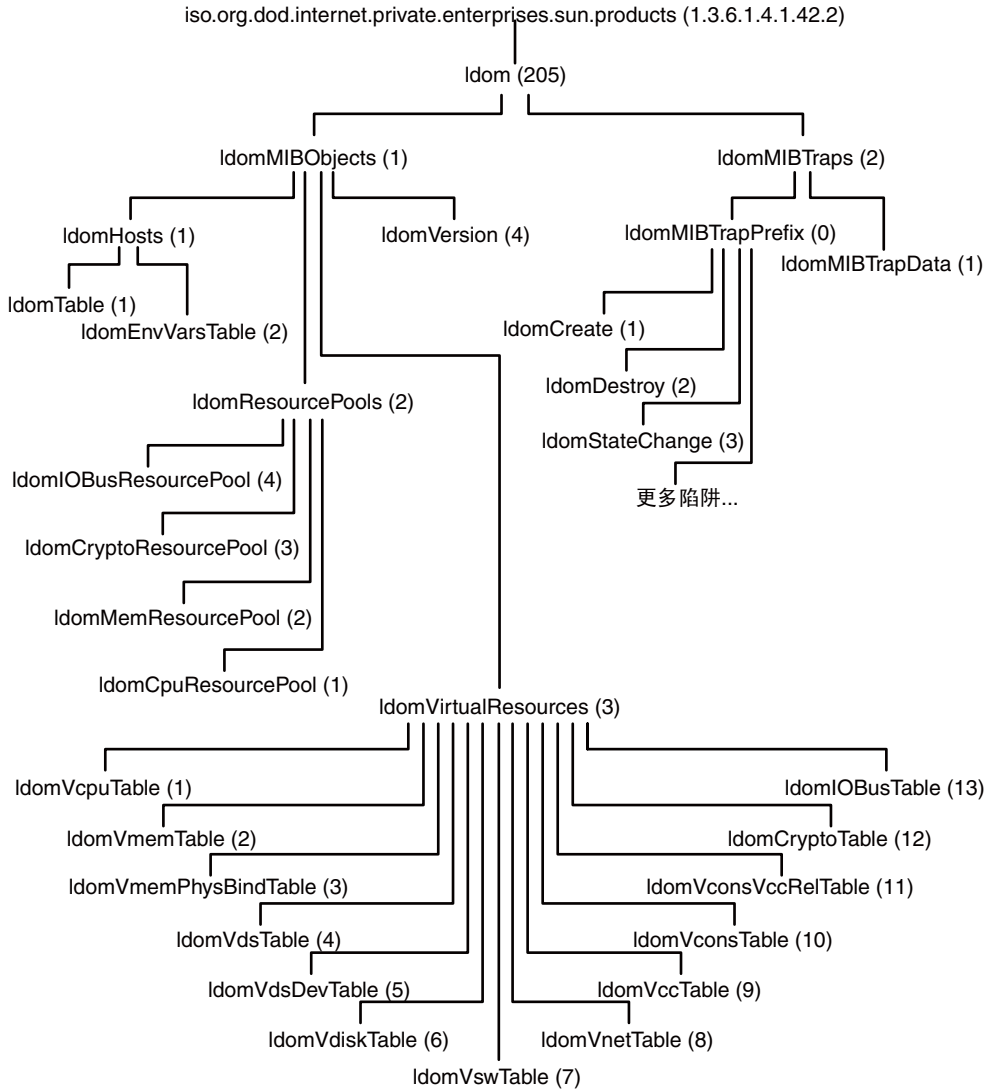 iso.org.dod.internet.private.enterprises.sun.products (1.3.6.1.4.1.42.2)
ldom (205)
ldomMIBObjects (1)
ldomMIBTraps (2)
ldomHosts (1)
ldomVersion (4)
ldomMIBTrapPrefix (0)
ldomMIBTrapData (1)
ldomTable (1)
ldomEnvVarsTable (2)
ldomCreate (1)
ldomDestroy (2)
ldomResourcePools (2)
ldomStateChange (3)
ldomIOBusResourcePool (4)
更多陷阱...
ldomCryptoResourcePool (3)
ldomMemResourcePool (2)
ldomCpuResourcePool (1)
ldomVirtualResources (3)
ldomVcpuTable (1)
ldomIOBusTable (13)
ldomVmemTable (2)
ldomCryptoTable (12)
ldomVmemPhysBindTable (3)
ldomVconsVccRelTable (11)
ldomVdsTable (4)
ldomVconsTable (10)
ldomVdsDevTable (5)
ldomVccTable (9)
ldomVdiskTable (6)
ldomVnetTable (8)
ldomVswTable (7)